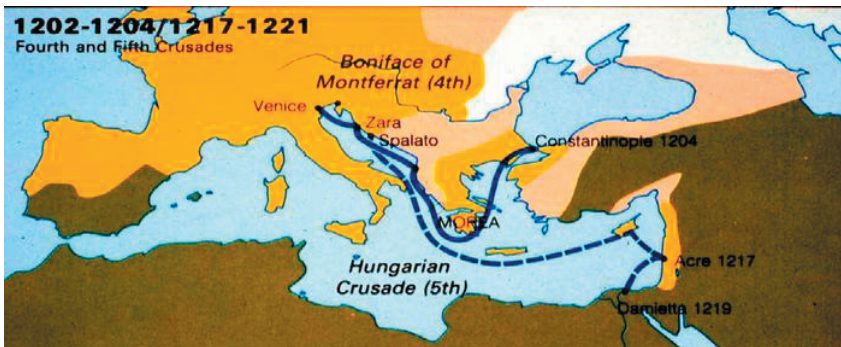 1202-1204/1217-1221
Fourth and Fifth Crusades
Boniface of
Montferrat (4th)
Venice
Zara
Spalato
Constantinople 1204
MOREA
Hungarian
Crusade (5th)
Acre 1217
Damietta 1219